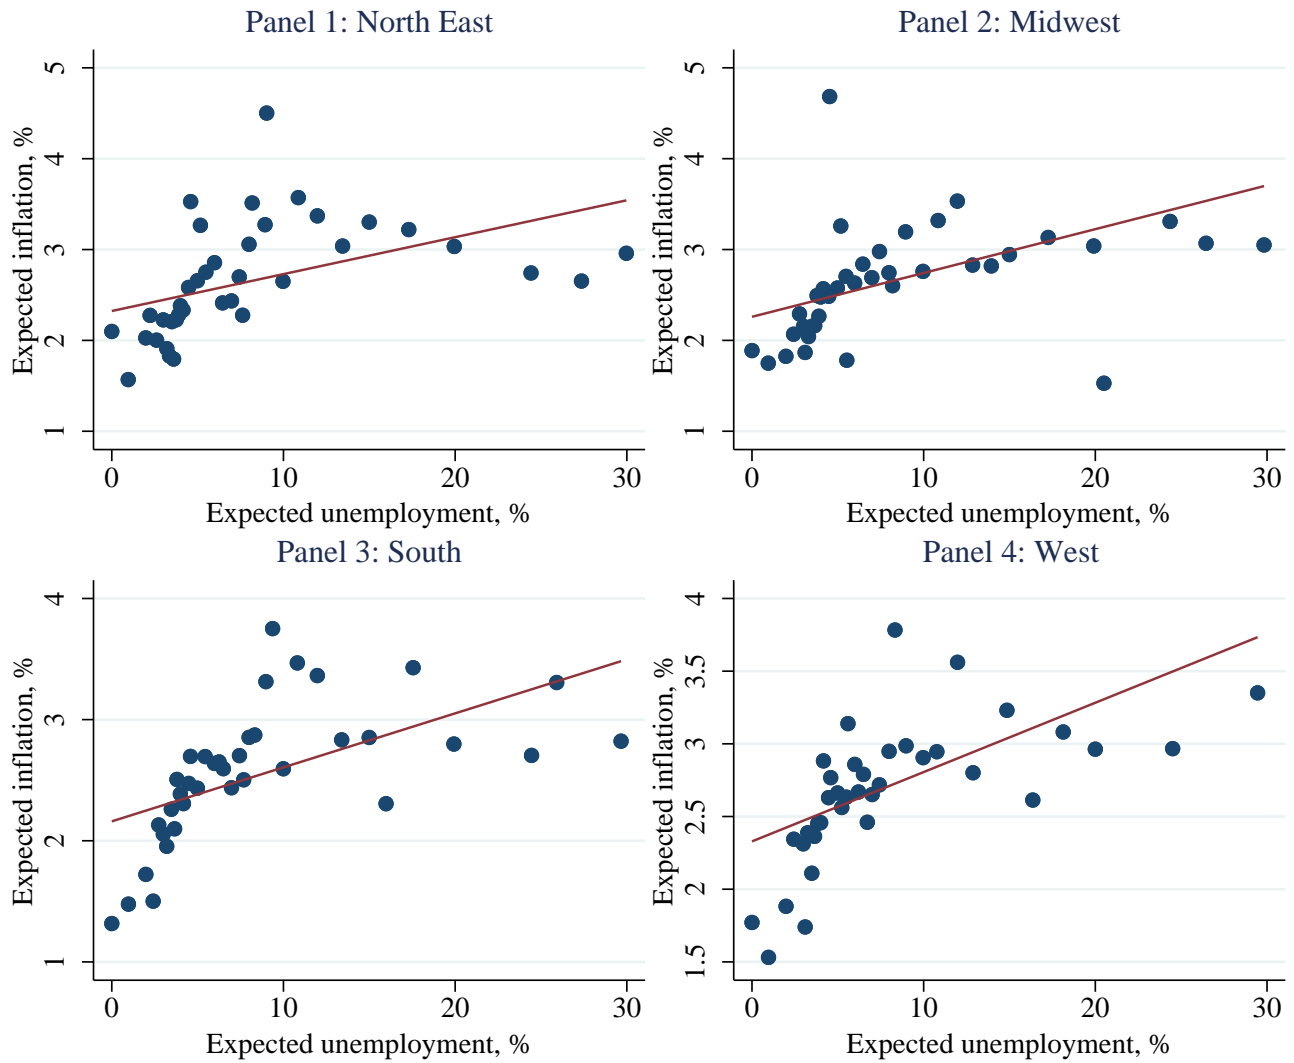 Panel 1: North East
Expected inflation, %
5
4
3
2
1
0 10 20 30
Expected unemployment, %
Panel 2: Midwest
Expected inflation, %
5
4
3
2
1
0 10 20 30
Expected unemployment, %
Panel 3: South
Expected inflation, %
4
3
2
1
0 10 20 30
Expected unemployment, %
Panel 4: West
Expected inflation, %
4
3.5
3
2.5
2
1.5
0 10 20 30
Expected unemployment, %